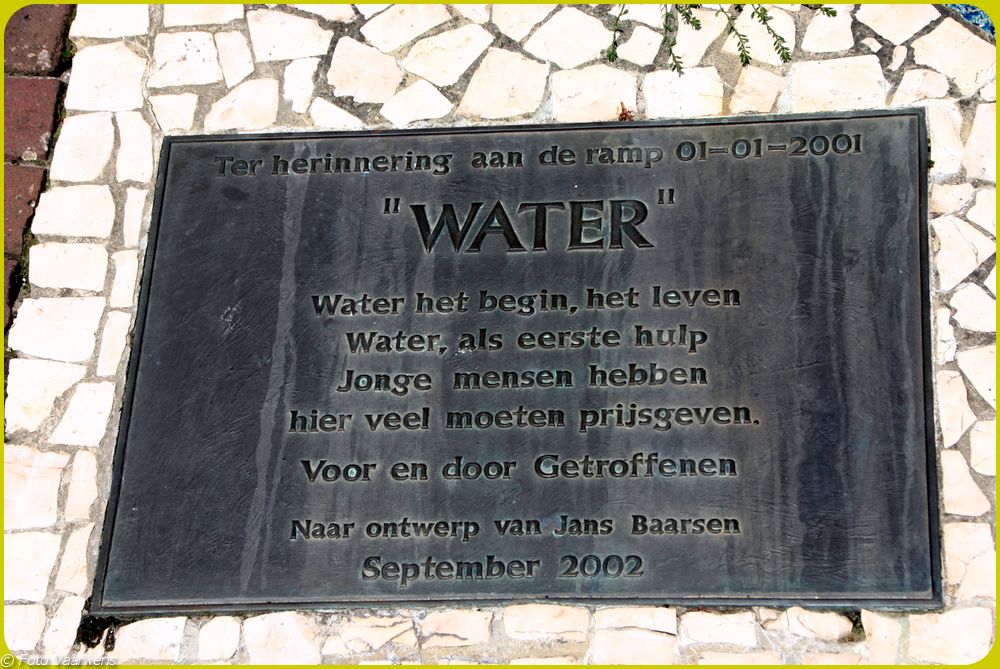 Ter herinnering aan de ramp 01-01-2001
"WATER"
Water het begin, het leven
Water, als eerste hulp
Jonge mensen hebben
hier veel moeten prijsgeven.
Voor en door Getroffenen
Naar ontwerp van Jans Baarsen
September 2002
© Foto Vaarwens